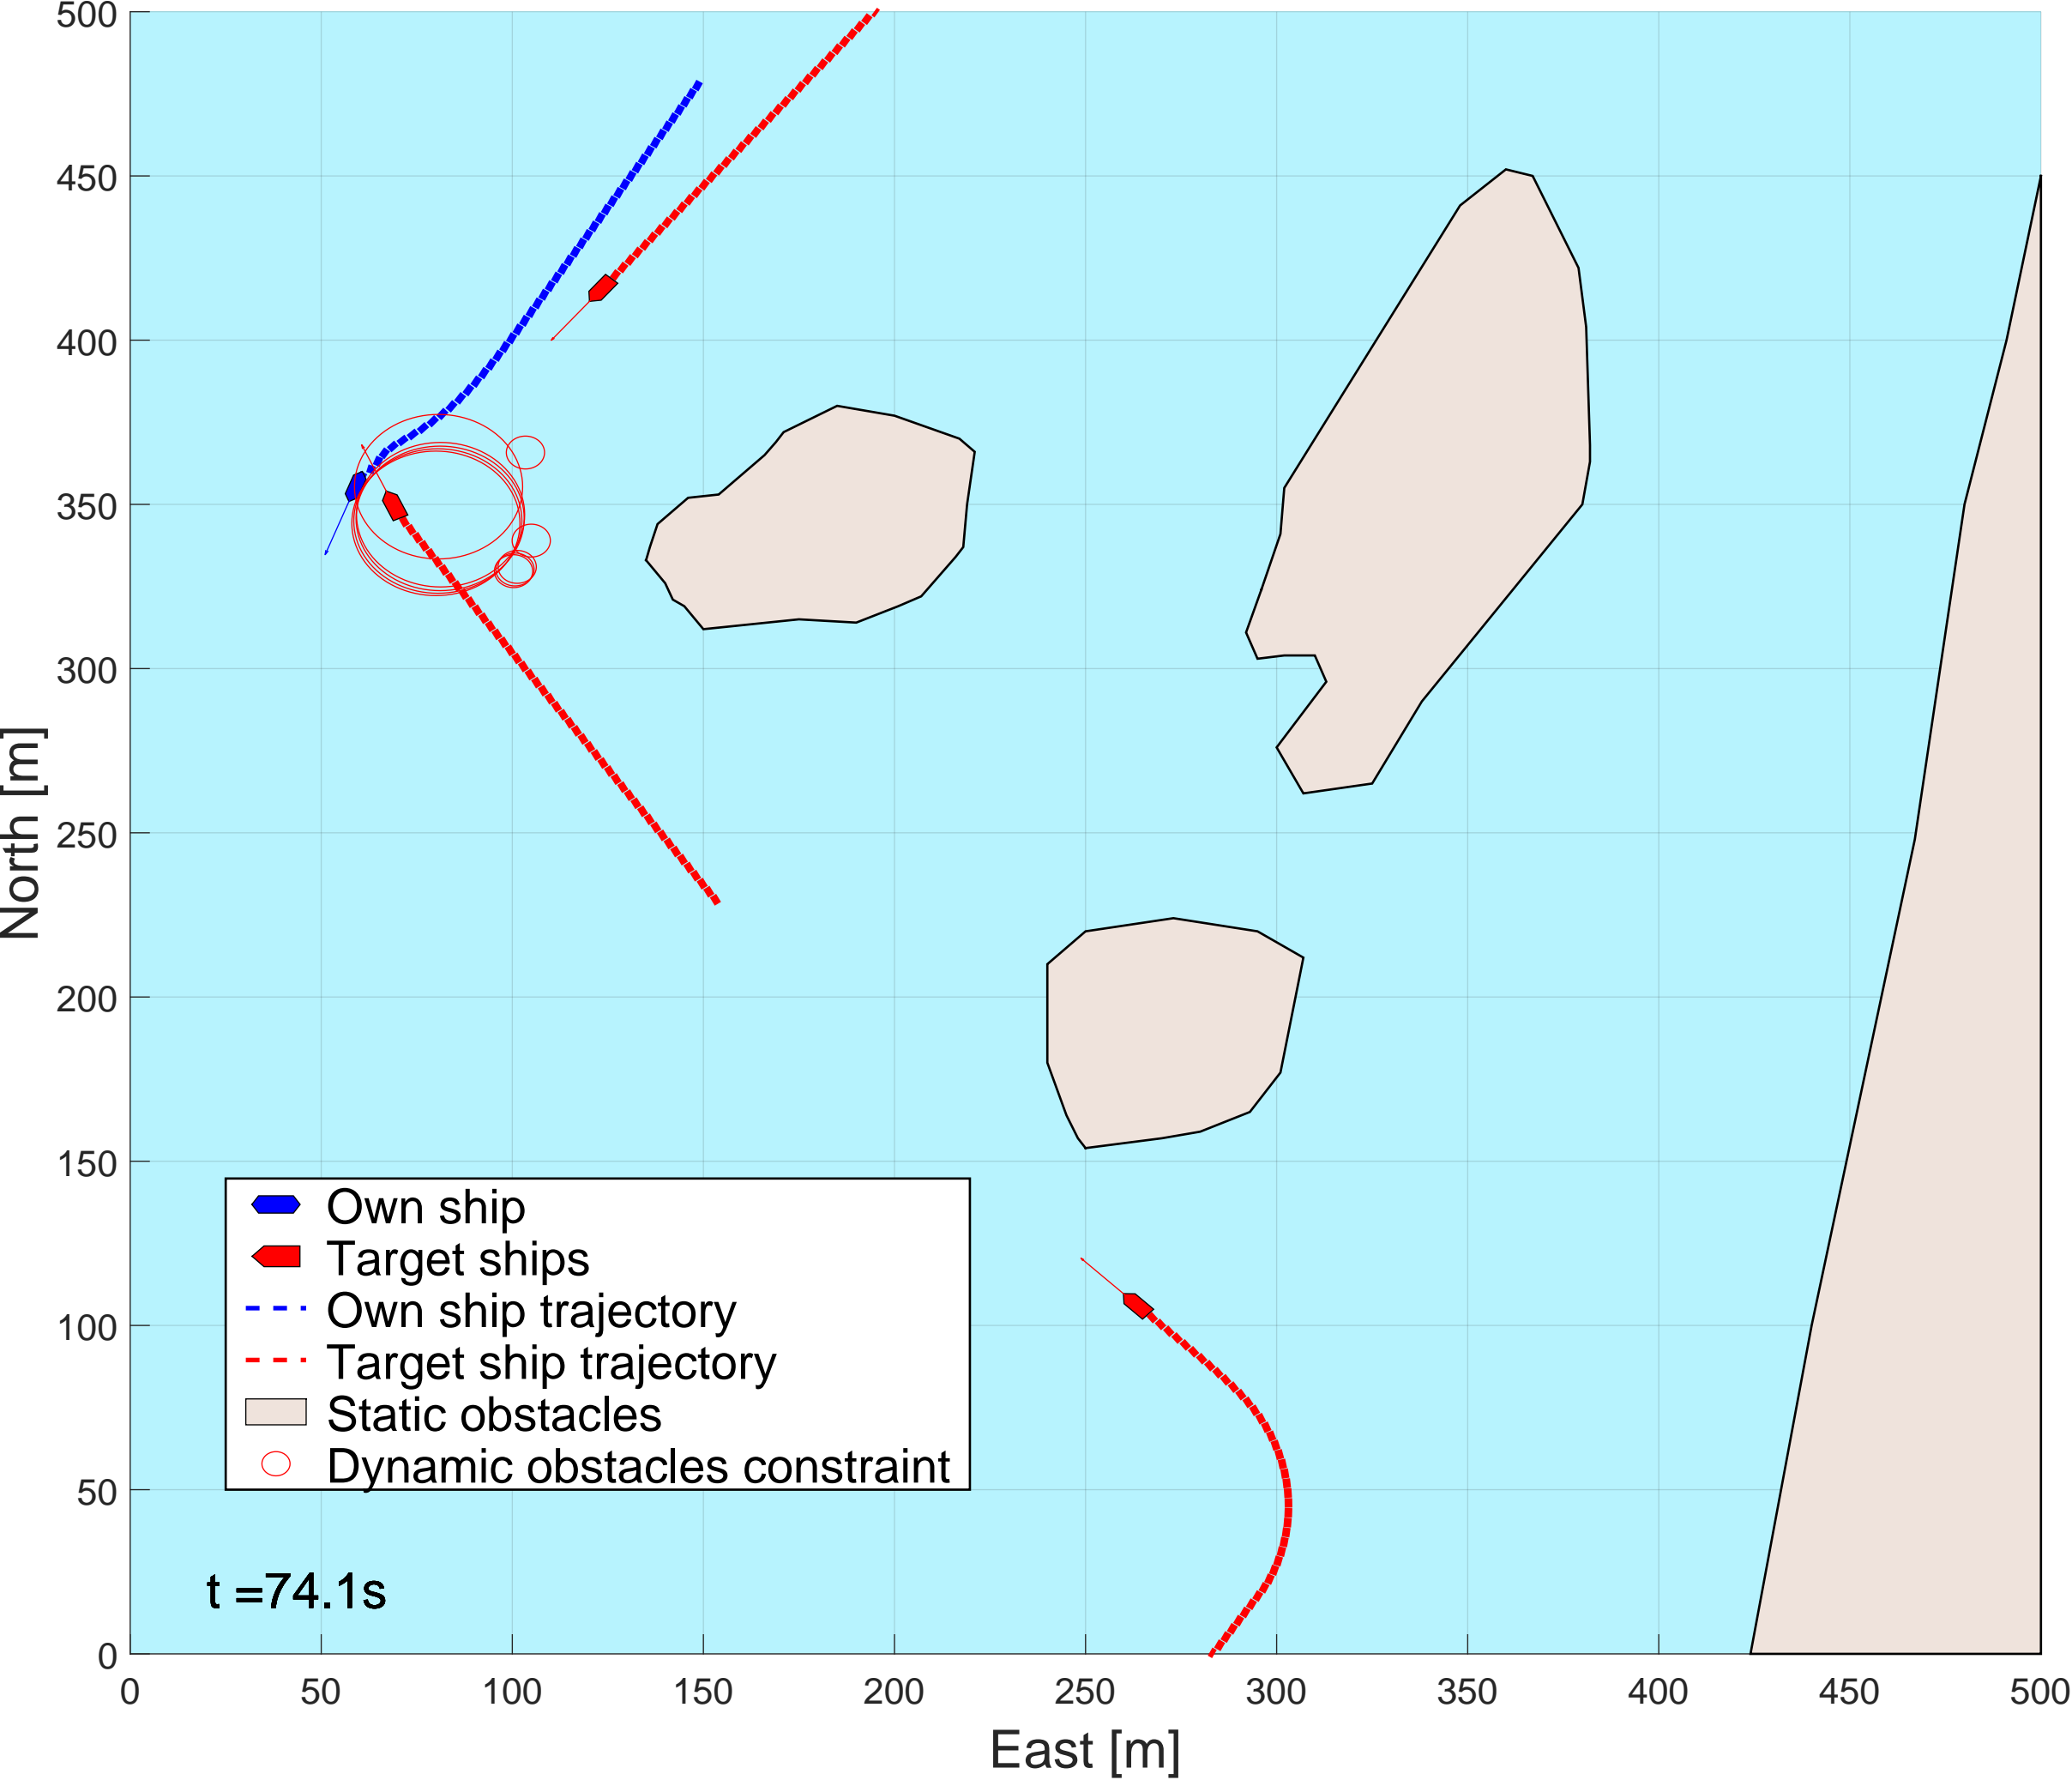 500
450
400
350
300
250
200
150
100
50
0
North [m]
Own ship
Target ships
Own ship trajectory
Target ship trajectory
Static obstacles
Dynamic obstacles constraint
t =74.1s
0 50 100 150 200 250 300 350 400 450 500
East [m]